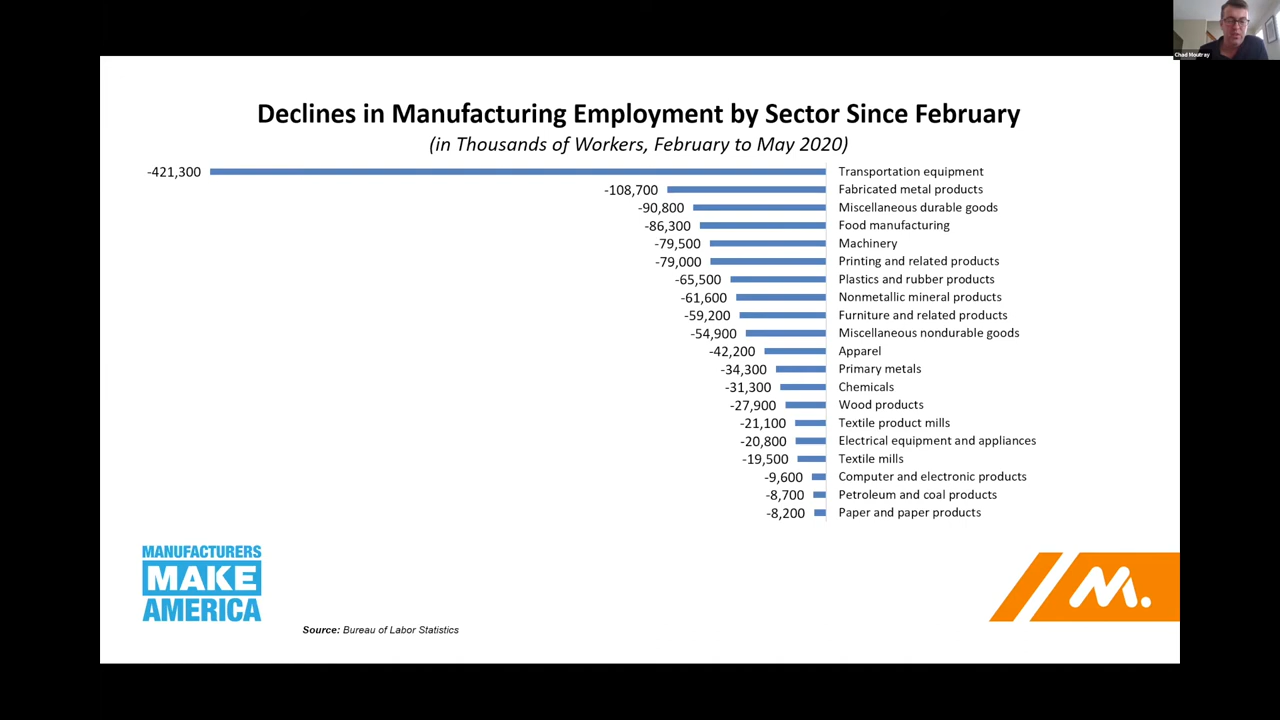 Chad Moutray
Declines in Manufacturing Employment by Sector Since February
(in Thousands of Workers, February to May 2020)
-421,300 Transportation equipment
-108,700 Fabricated metal products
-90,800 Miscellaneous durable goods
-86,300 Food manufacturing
-79,500 Machinery
-79,000 Printing and related products
-65,500 Plastics and rubber products
-61,600 Nonmetallic mineral products
-59,200 Furniture and related products
-54,900 Miscellaneous nondurable goods
-42,200 Apparel
-34,300 Primary metals
-31,300 Chemicals
-27,900 Wood products
-21,100 Textile product mills
-20,800 Electrical equipment and appliances
-19,500 Textile mills
-9,600 Computer and electronic products
-8,700 Petroleum and coal products
-8,200 Paper and paper products
MANUFACTURERS
MAKE
AMERICA
M.
Source: Bureau of Labor Statistics